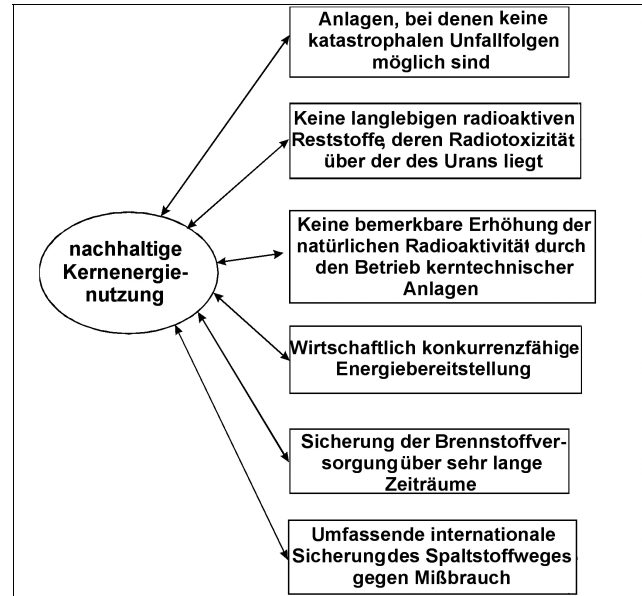 Anlagen, bei denen keine
katastrophalen Unfallfolgen
möglich sind
Keine langlebigen radioaktiven
Reststoffe, deren Radiotoxizität
über der des Urans liegt
nachhaltige
Kernenergie-
nutzung
Keine bemerkbare Erhöhung der
natürlichen Radioaktivität durch
den Betrieb kerntechnischer
Anlagen
Wirtschaftlich konkurrenzfähige
Energiebereitstellung
Sicherung der Brennstoffver-
sorgung über sehr lange
Zeiträume
Umfassende internationale
Sicherung des Spaltstoffweges
gegen Mißbrauch